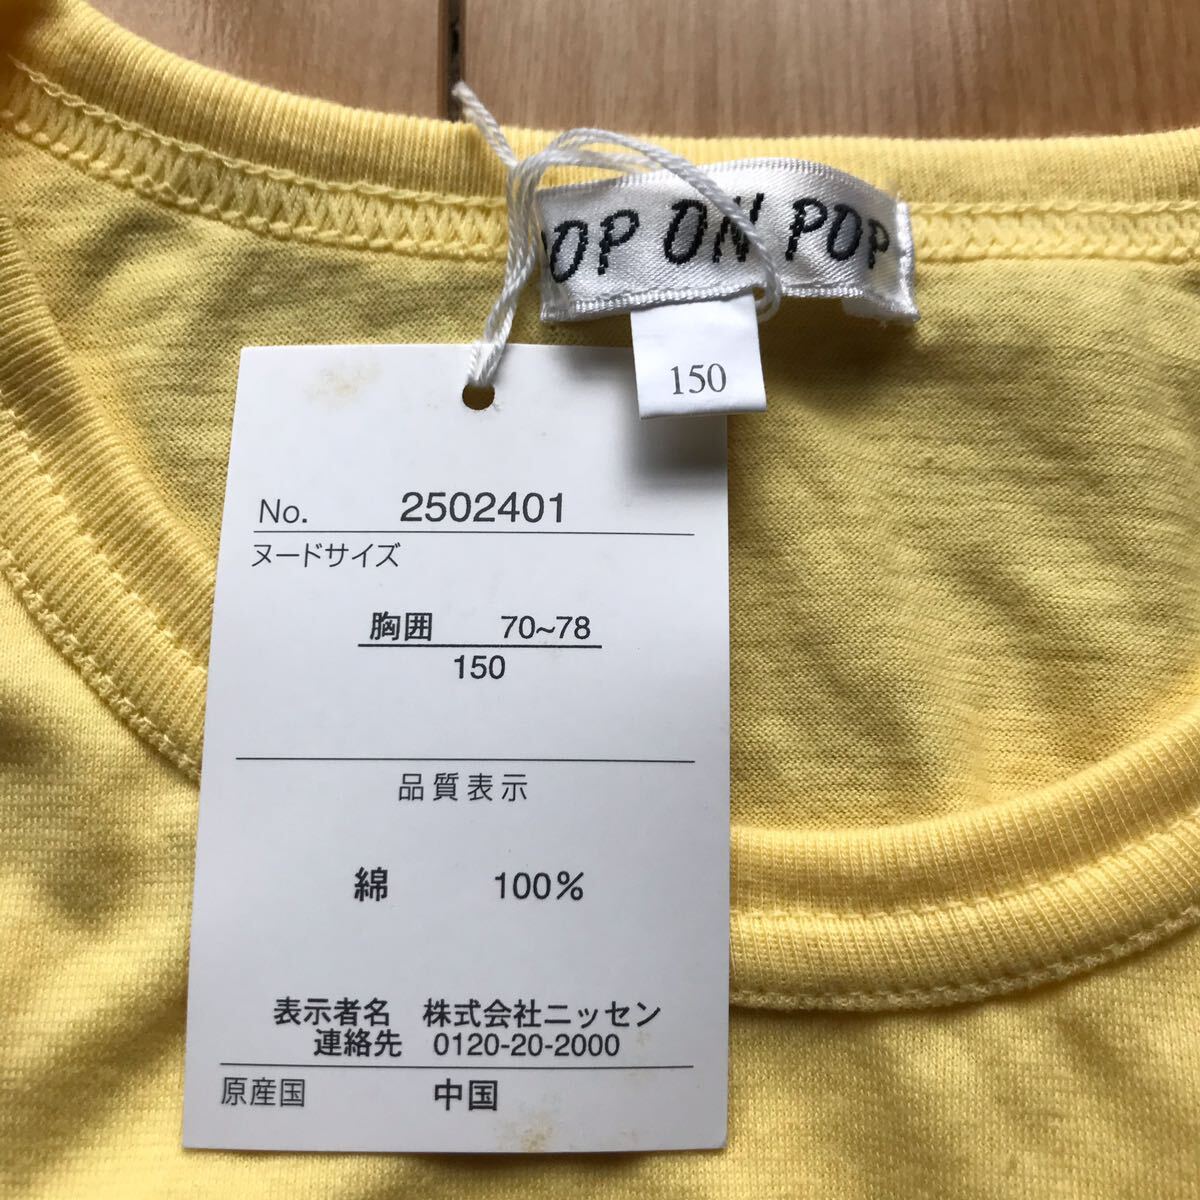 POP ON POP
150
No. 2502401
ヌードサイズ
胸囲 70~78
150
品質表示
綿 100%
表示者名 株式会社ニッセン
連絡先 0120-20-2000
原産国 中国